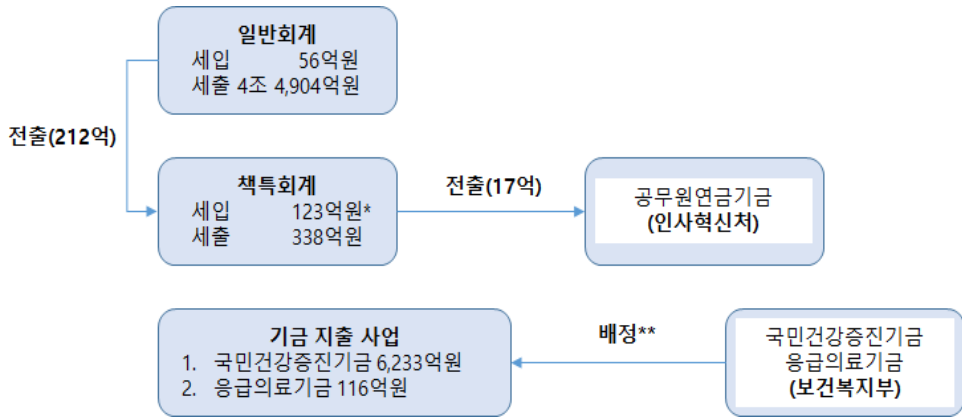 일반회계
세입 56억원
세출 4조 4,904억원
전출(212억)
책특회계
세입 123억원*
세출 338억원
전출(17억)
공무원연금기금
(인사혁신처)
기금 지출 사업
1. 국민건강증진기금 6,233억원
2. 응급의료기금 116억원
배정**
국민건강증진기금
응급의료기금
(보건복지부)